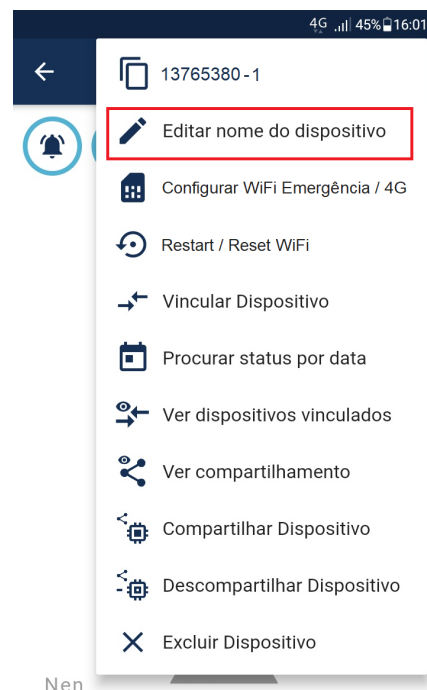 4G 45% 16:01
13765380-1
Editar nome do dispositivo
Configurar WiFi Emergência / 4G
Restart / Reset WiFi
Vincular Dispositivo
Procurar status por data
Ver dispositivos vinculados
Ver compartilhamento
Compartilhar Dispositivo
Descompartilhar Dispositivo
Excluir Dispositivo
Nen